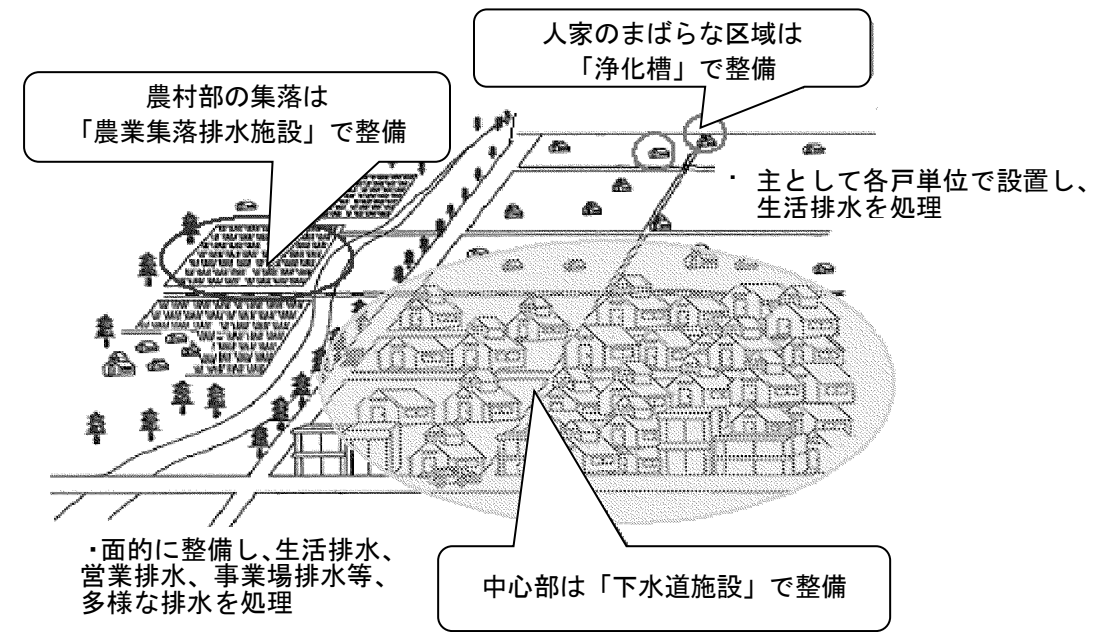 人家のまばらな区域は
「浄化槽」で整備
農村部の集落は
「農業集落排水施設」で整備
・ 主として各戸単位で設置し、
生活排水を処理
・面的に整備し、生活排水、
営業排水、事業場排水等、
多様な排水を処理
中心部は「下水道施設」で整備